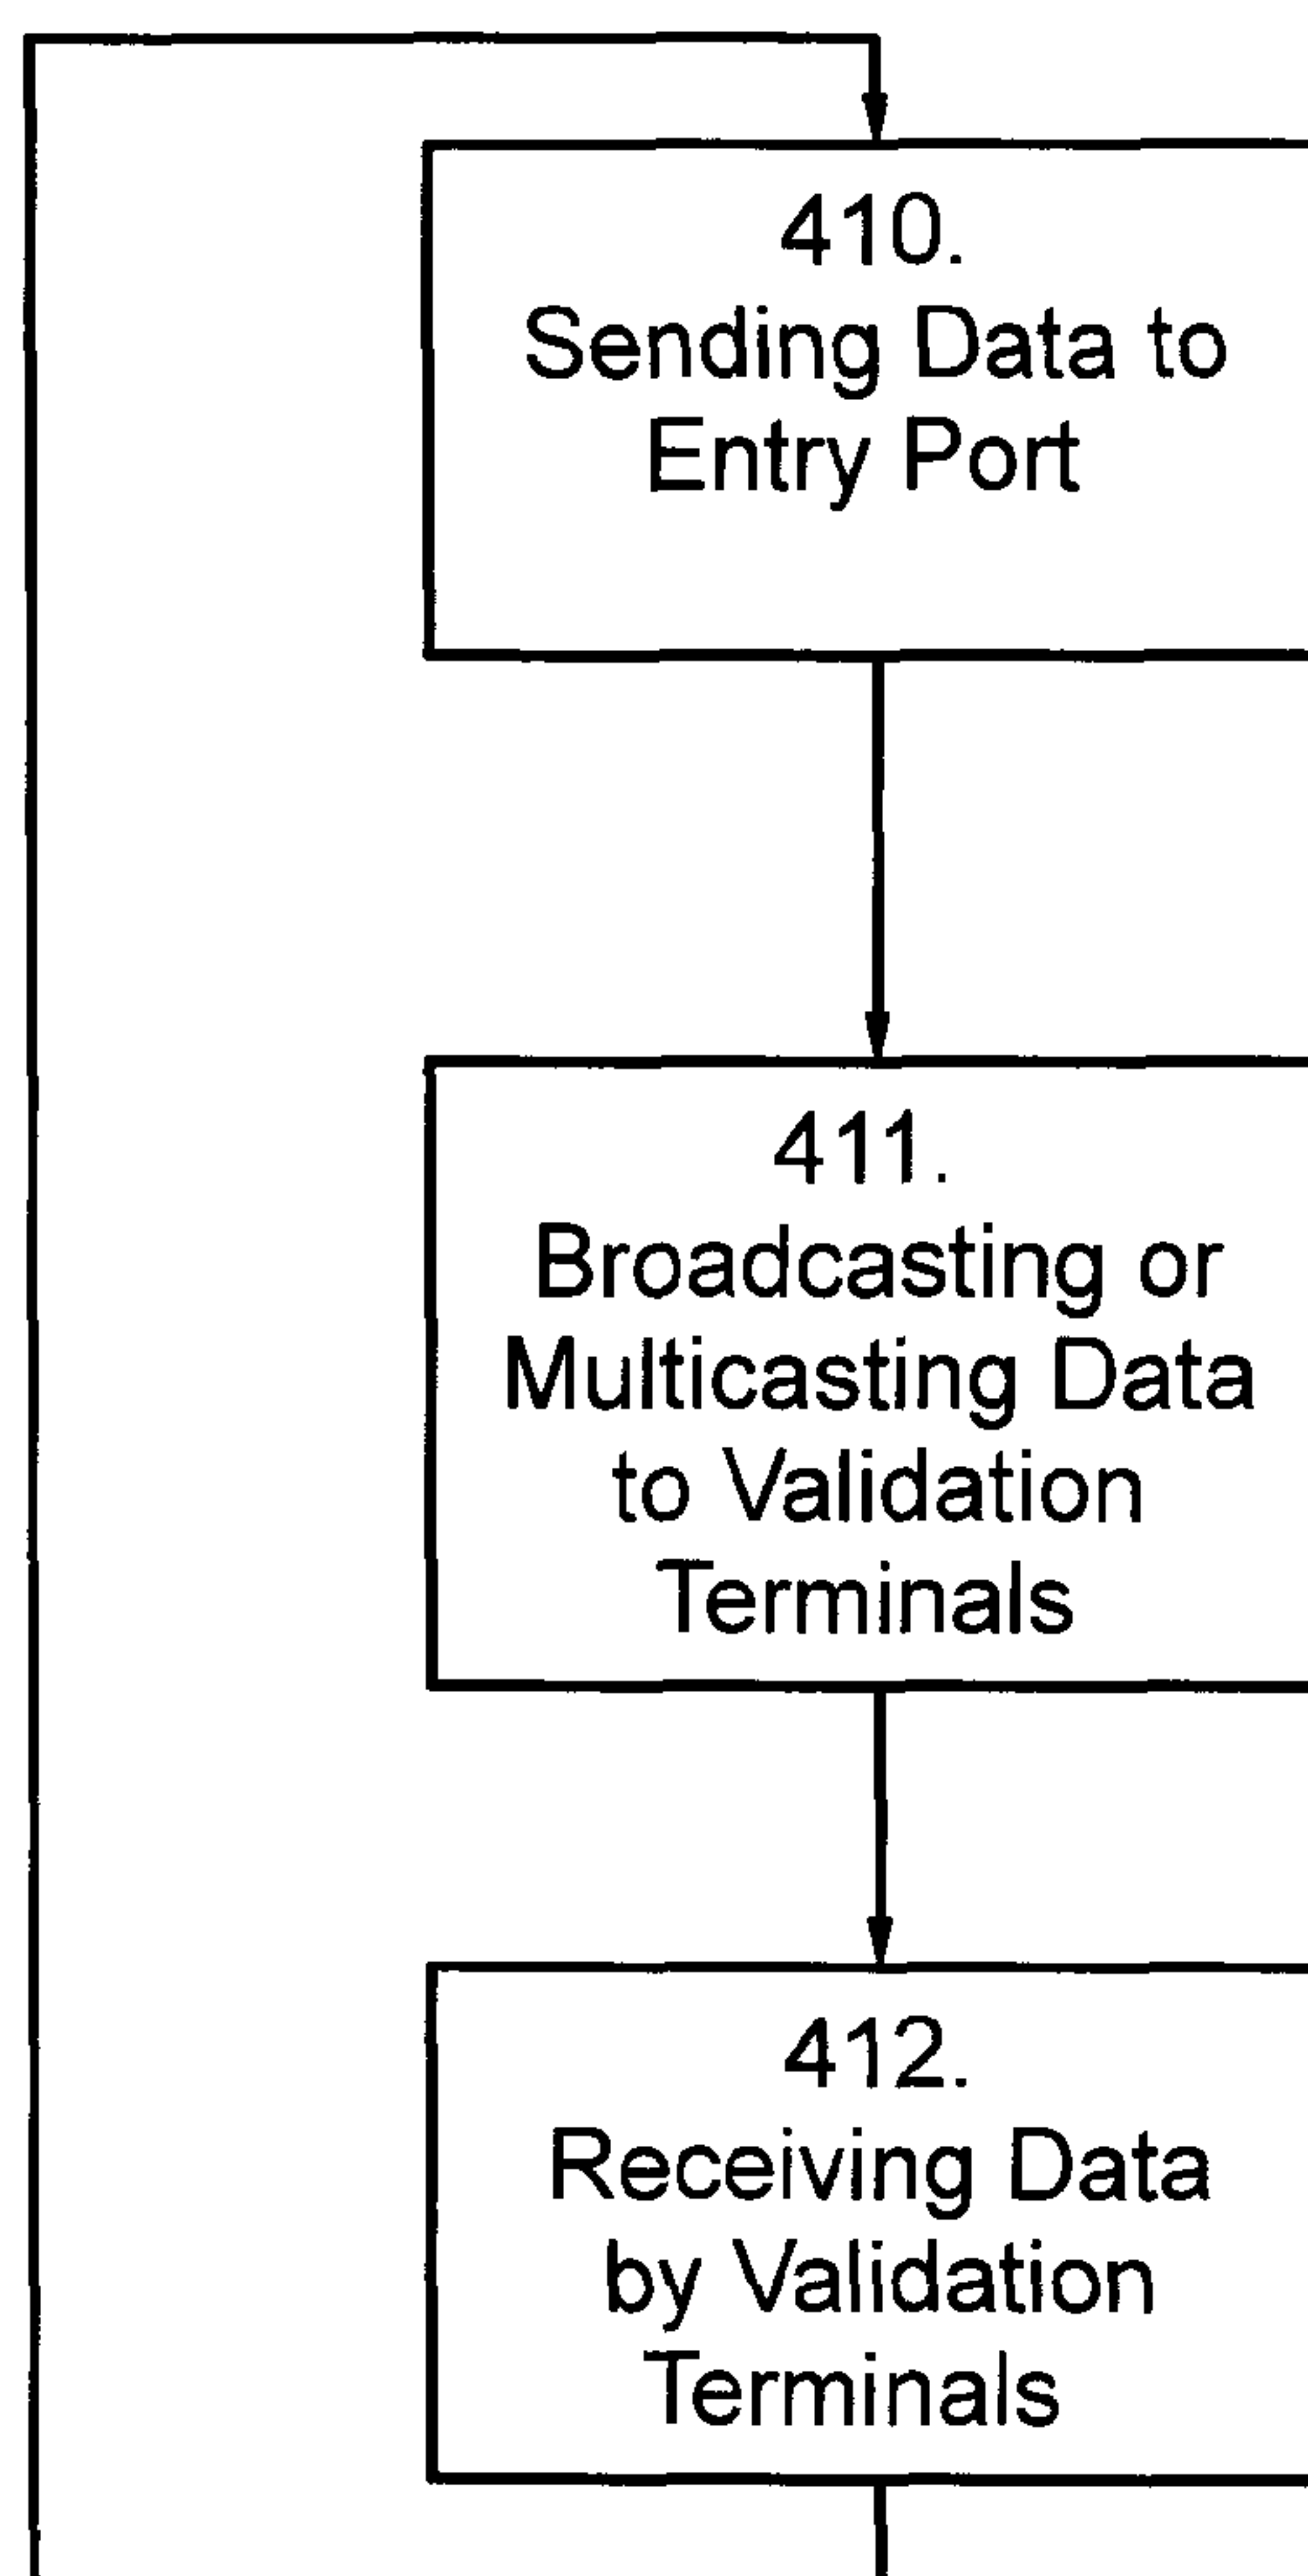 410.
Sending Data to
Entry Port
411.
Broadcasting or
Multicasting Data
to Validation
Terminals
412.
Receiving Data
by Validation
Terminals